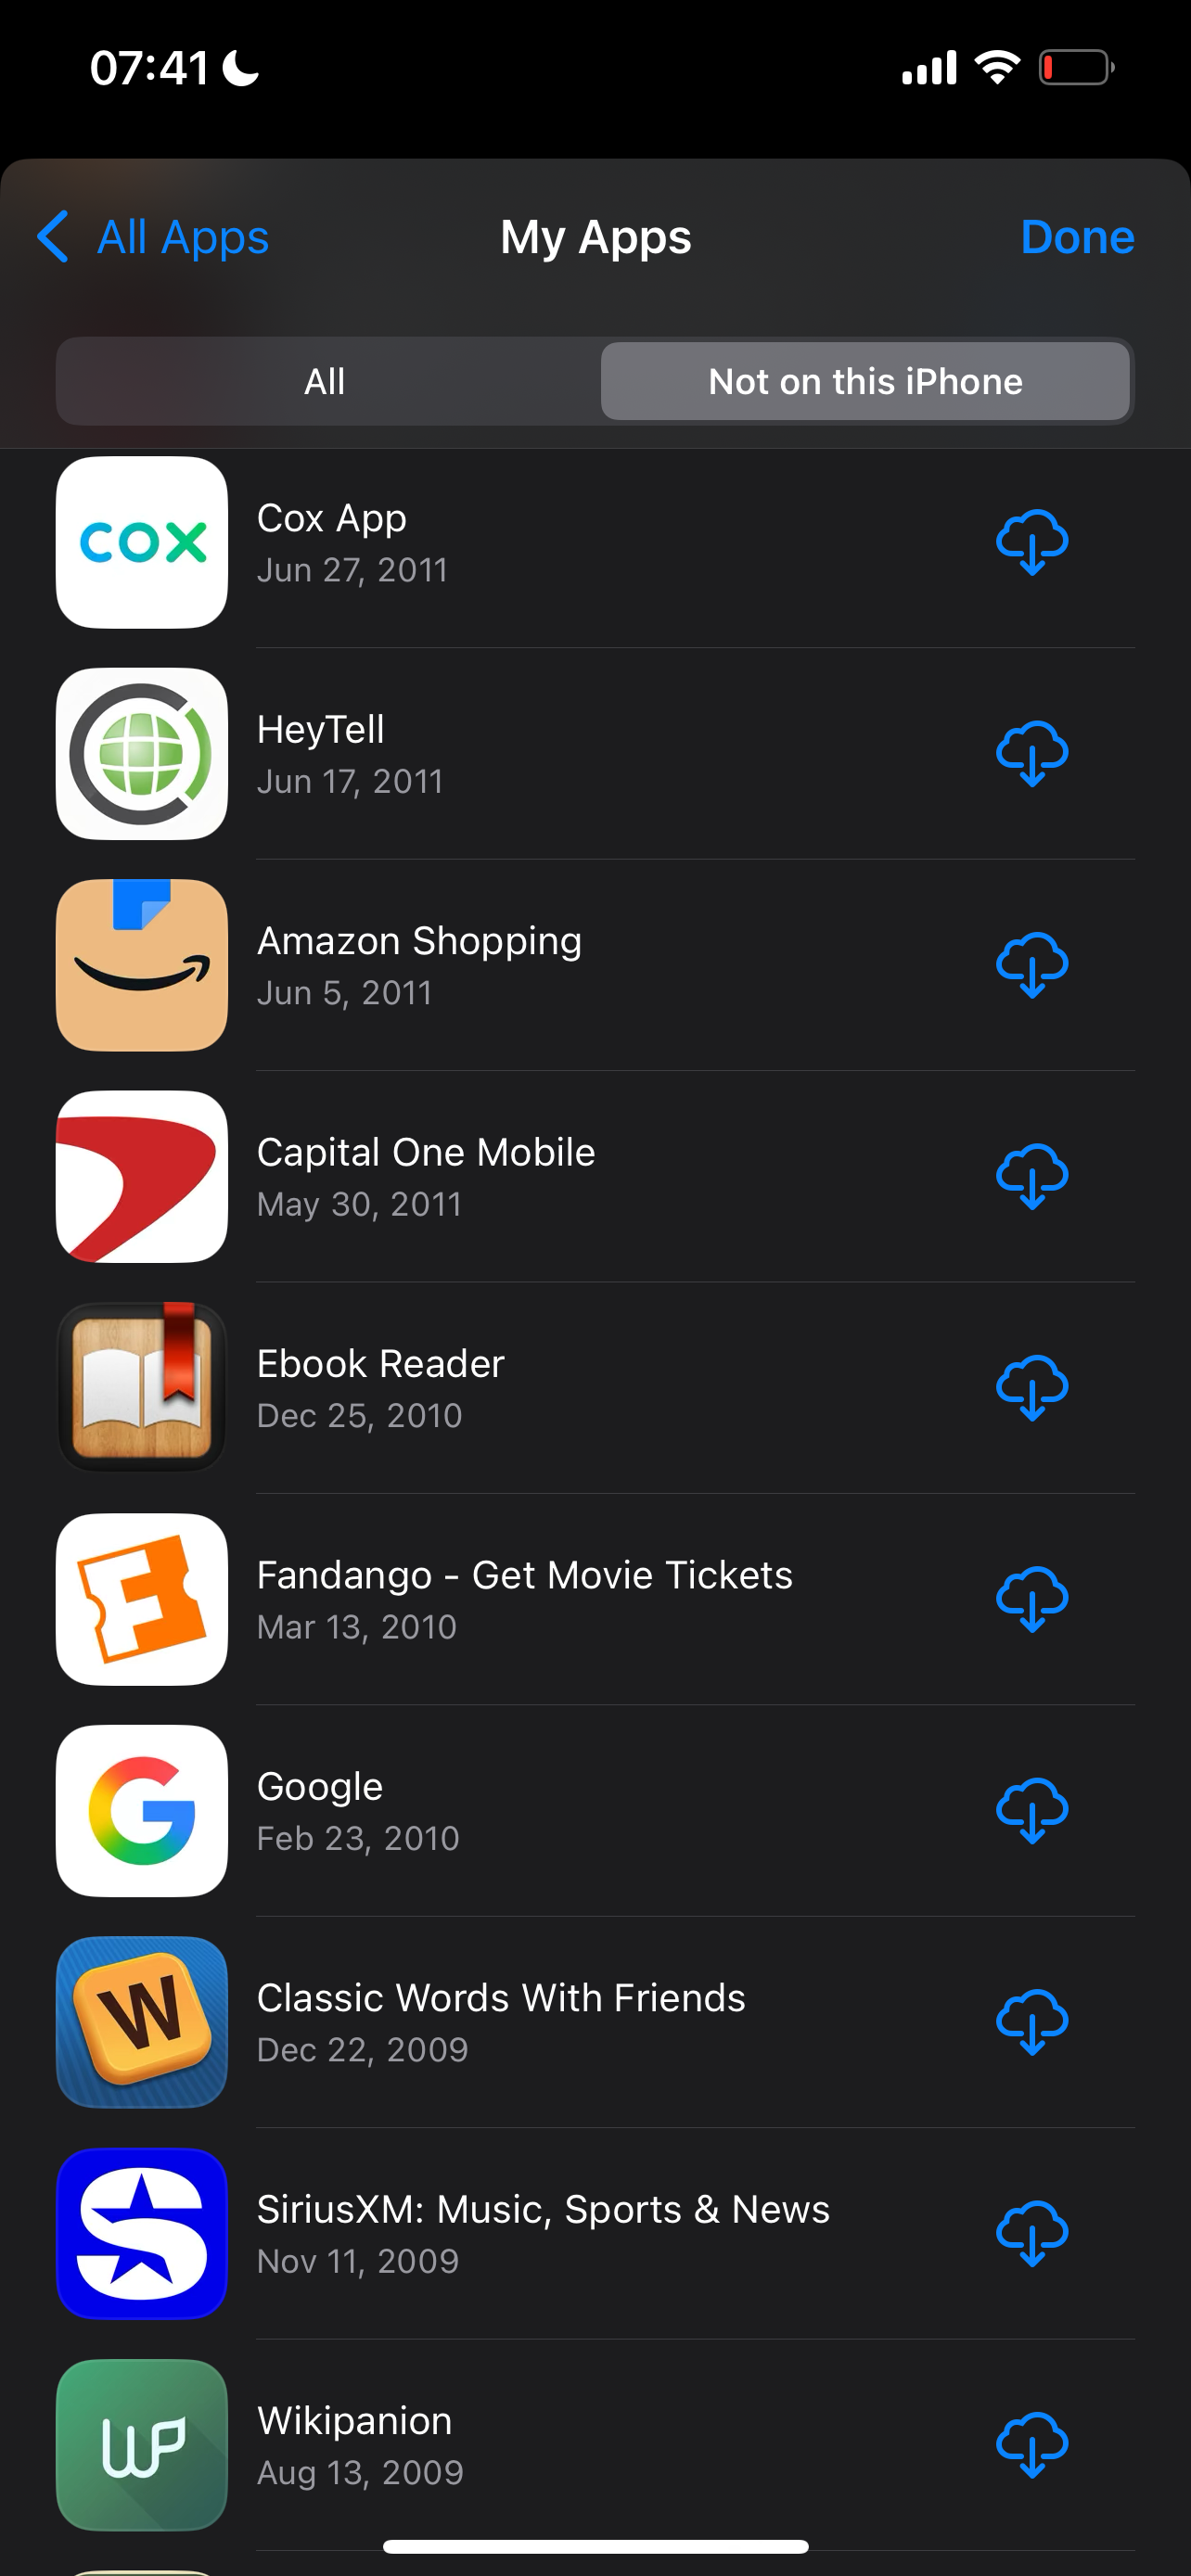 07:41
All Apps My Apps Done
All Not on this iPhone
cox
Cox App
Jun 27, 2011
HeyTell
Jun 17, 2011
Amazon Shopping
Jun 5, 2011
Capital One Mobile
May 30, 2011
Ebook Reader
Dec 25, 2010
F
Fandango - Get Movie Tickets
Mar 13, 2010
G
Google
Feb 23, 2010
W
Classic Words With Friends
Dec 22, 2009
S
SiriusXM: Music, Sports & News
Nov 11, 2009
WP
Wikipanion
Aug 13, 2009